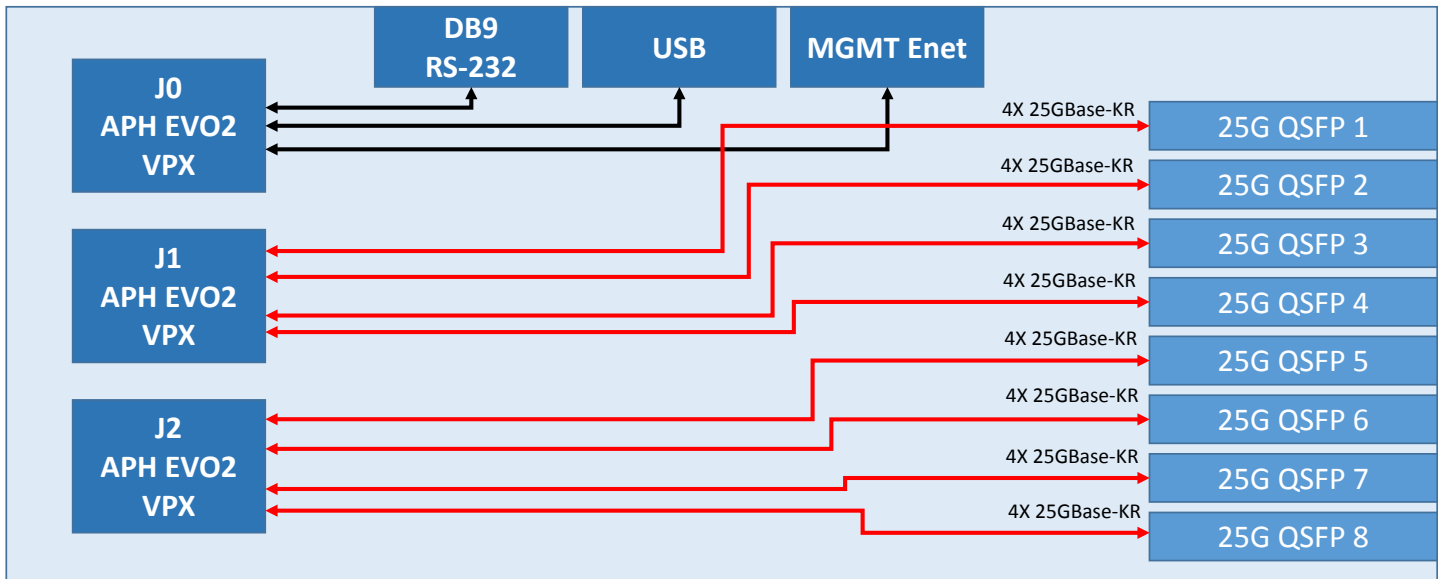 DB9
RS-232
USB
MGMT Enet
J0
APH EVO2
VPX
4X 25GBase-KR
25G QSFP 1
4X 25GBase-KR
25G QSFP 2
J1
APH EVO2
VPX
4X 25GBase-KR
25G QSFP 3
4X 25GBase-KR
25G QSFP 4
4X 25GBase-KR
25G QSFP 5
J2
APH EVO2
VPX
4X 25GBase-KR
25G QSFP 6
4X 25GBase-KR
25G QSFP 7
4X 25GBase-KR
25G QSFP 8